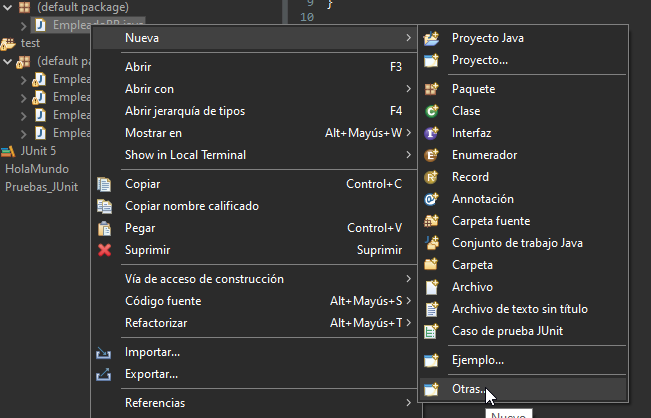 (default package)
EmpleadoBR.java
test
(default pa
Emplea
Emplea
Emplea
Emplea
JUnit 5
HolaMundo
Pruebas_JUnit
9 }
10
Nueva
Abrir F3
Abrir con
Abrir jerarquía de tipos F4
Mostrar en Alt+Mayús+W
Show in Local Terminal
Copiar Control+C
Copiar nombre calificado
Pegar Control+V
Suprimir Suprimir
Vía de acceso de construcción
Código fuente Alt+Mayús+S
Refactorizar Alt+Mayús+T
Importar...
Exportar...
Referencias
Proyecto Java
Proyecto...
Paquete
Clase
Interfaz
Enumerador
Record
Annotación
Carpeta fuente
Conjunto de trabajo Java
Carpeta
Archivo
Archivo de texto sin título
Caso de prueba JUnit
Ejemplo...
Otras...